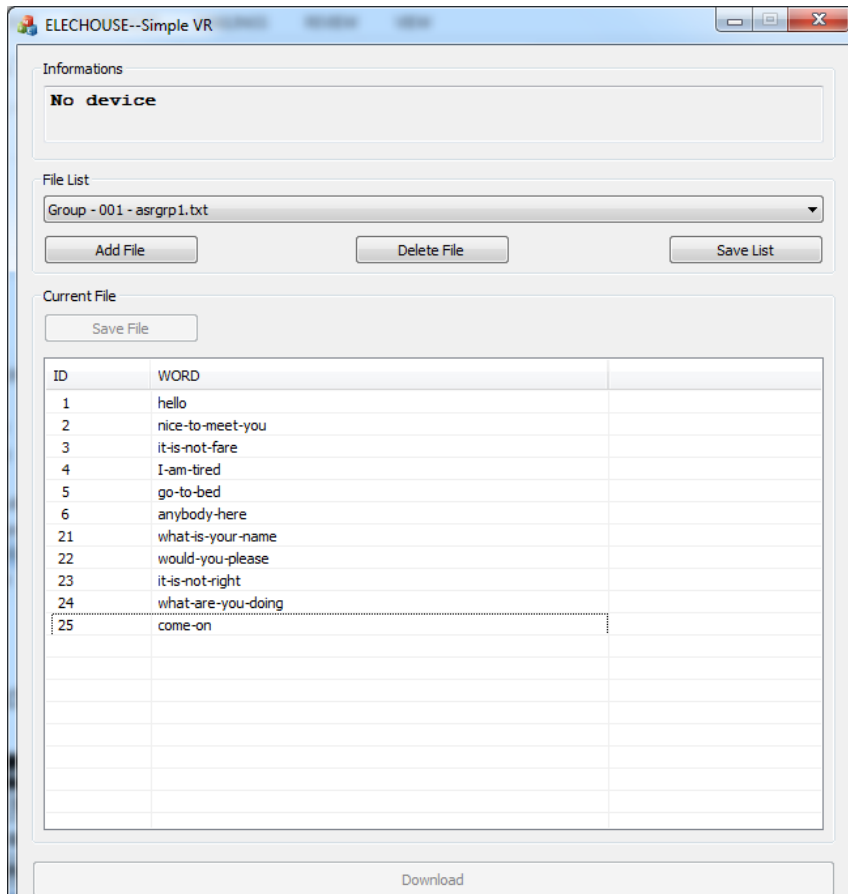 ELECHOUSE--Simple VR
Informations
No device
File List
Group - 001 - asrgrp1.txt
Add File Delete File Save List
Current File
Save File
ID WORD
1 hello
2 nice-to-meet-you
3 it-is-not-fare
4 I-am-tired
5 go-to-bed
6 anybody-here
21 what-is-your-name
22 would-you-please
23 it-is-not-right
24 what-are-you-doing
25 come-on
Download